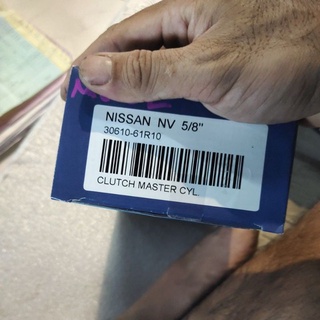 NISSAN NV 5/8"
30610-61R10
CLUTCH MASTER CYL.